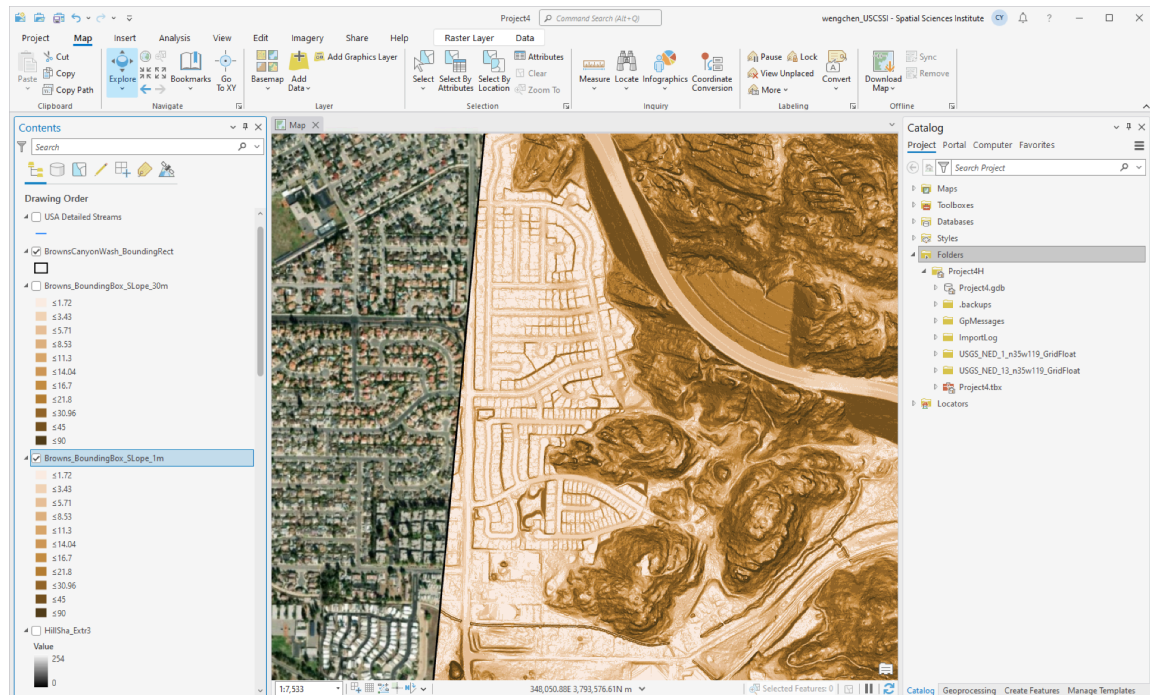 Project4
Command Search (Alt+Q)
wengchen_USCSSI - Spatial Sciences Institute
CY
?
Project
Map
Insert
Analysis
View
Edit
Imagery
Share
Help
Raster Layer
Data
Paste
Cut
Copy
Copy Path
Clipboard
Explore
Bookmarks
Go To XY
Navigate
Basemap
Add Data
Add Graphics Layer
Layer
Select
Select By Attributes
Select By Location
Attributes
Clear
Zoom To
Selection
Measure
Locate
Infographics
Coordinate Conversion
Inquiry
Pause
Lock
View Unplaced
More
Convert
Labeling
Download Map
Sync
Remove
Offline
Contents
Search
Drawing Order
USA Detailed Streams
BrownsCanyonWash_BoundingRect
Browns_BoundingBox_SLope_30m
≤1.72
≤3.43
≤5.71
≤8.53
≤11.3
≤14.04
≤16.7
≤21.8
≤30.96
≤45
≤90
Browns_BoundingBox_SLope_1m
≤1.72
≤3.43
≤5.71
≤8.53
≤11.3
≤14.04
≤16.7
≤21.8
≤30.96
≤45
≤90
HillSha_Extr3
Value
254
0
Map
1:7,533
348,050.88E 3,793,576.61N m
Selected Features: 0
Catalog
Project
Portal
Computer
Favorites
Search Project
Maps
Toolboxes
Databases
Styles
Folders
Project4H
Project4.gdb
.backups
GpMessages
ImportLog
USGS_NED_1_n35w119_GridFloat
USGS_NED_13_n35w119_GridFloat
Project4.tbx
Locators
Catalog
Geoprocessing
Create Features
Manage Templates